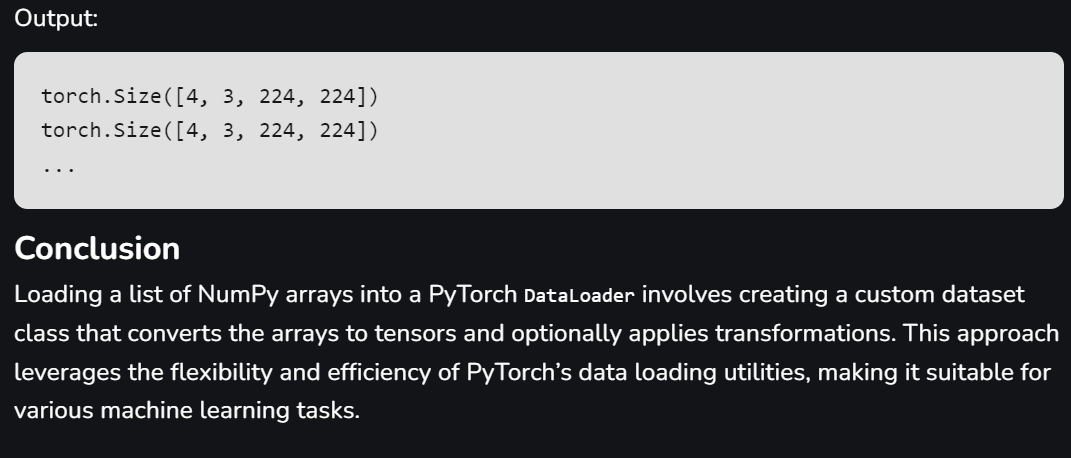 Output:
torch.Size([4, 3, 224, 224])
torch.Size([4, 3, 224, 224])
...
Conclusion
Loading a list of NumPy arrays into a PyTorch DataLoader involves creating a custom dataset
class that converts the arrays to tensors and optionally applies transformations. This approach
leverages the flexibility and efficiency of PyTorch’s data loading utilities, making it suitable for
various machine learning tasks.